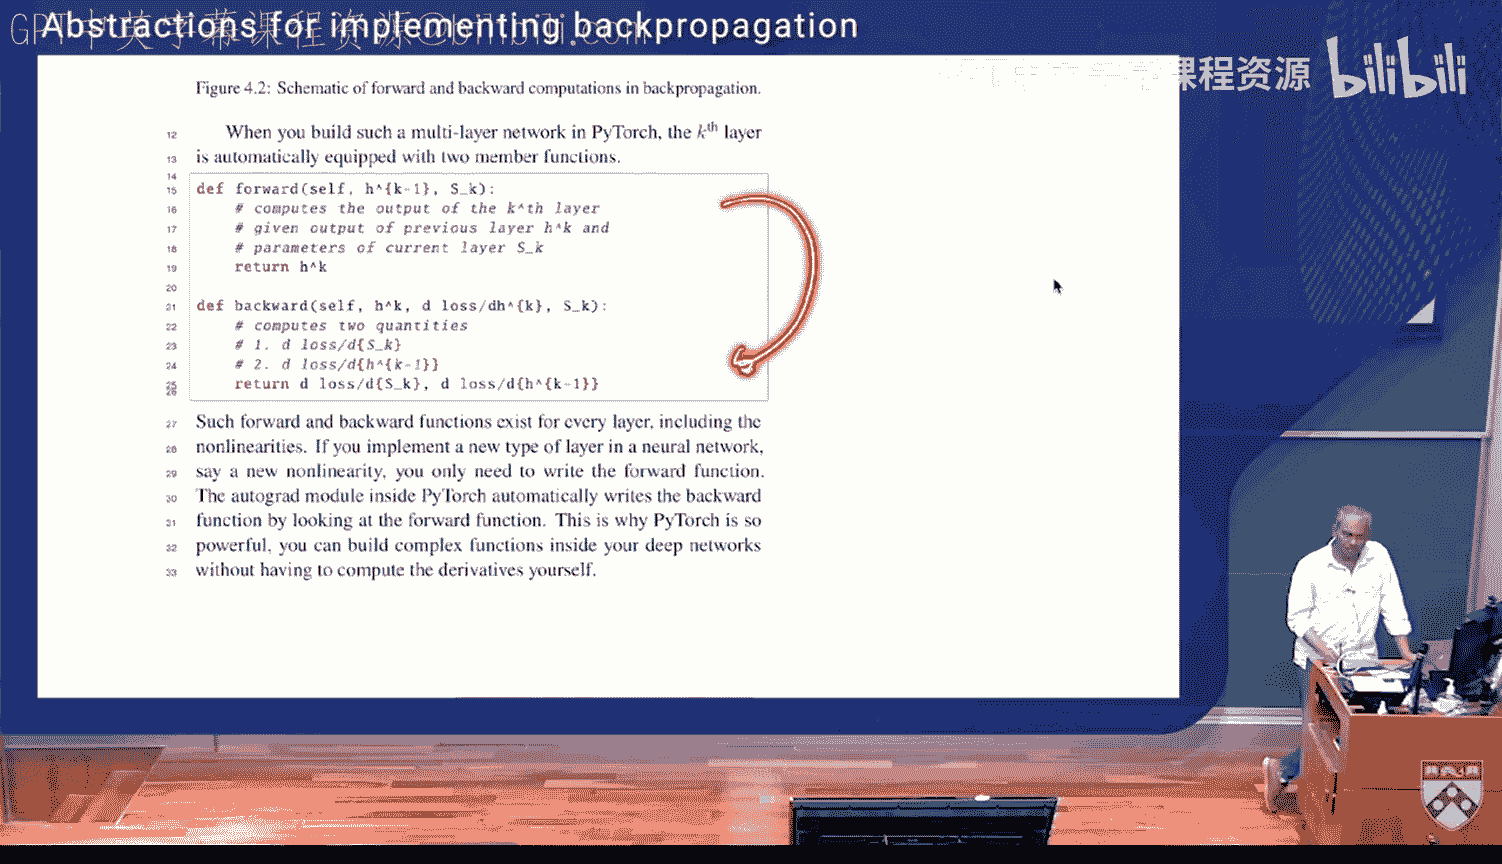 Abstractions for implementing backpropagation
课程资源 bilibili
Figure 4.2: Schematic of forward and backward computations in backpropagation.
12 When you build such a multi-layer network in PyTorch, the kth layer
13 is automatically equipped with two member functions.
14
15 def forward(self, h^{k-1}, S_k):
16 # computes the output of the k^th layer
17 # given output of previous layer h^k and
18 # parameters of current layer S_k
19 return h^k
20
21 def backward(self, h^k, d loss/dh^{k}, S_k):
22 # computes two quantities
23 # 1. d loss/d{S_k}
24 # 2. d loss/d{h^{k-1}}
25 return d loss/d{S_k}, d loss/d{h^{k-1}}
26
27 Such forward and backward functions exist for every layer, including the
28 nonlinearities. If you implement a new type of layer in a neural network,
29 say a new nonlinearity, you only need to write the forward function.
30 The autograd module inside PyTorch automatically writes the backward
31 function by looking at the forward function. This is why PyTorch is so
32 powerful, you can build complex functions inside your deep networks
33 without having to compute the derivatives yourself.